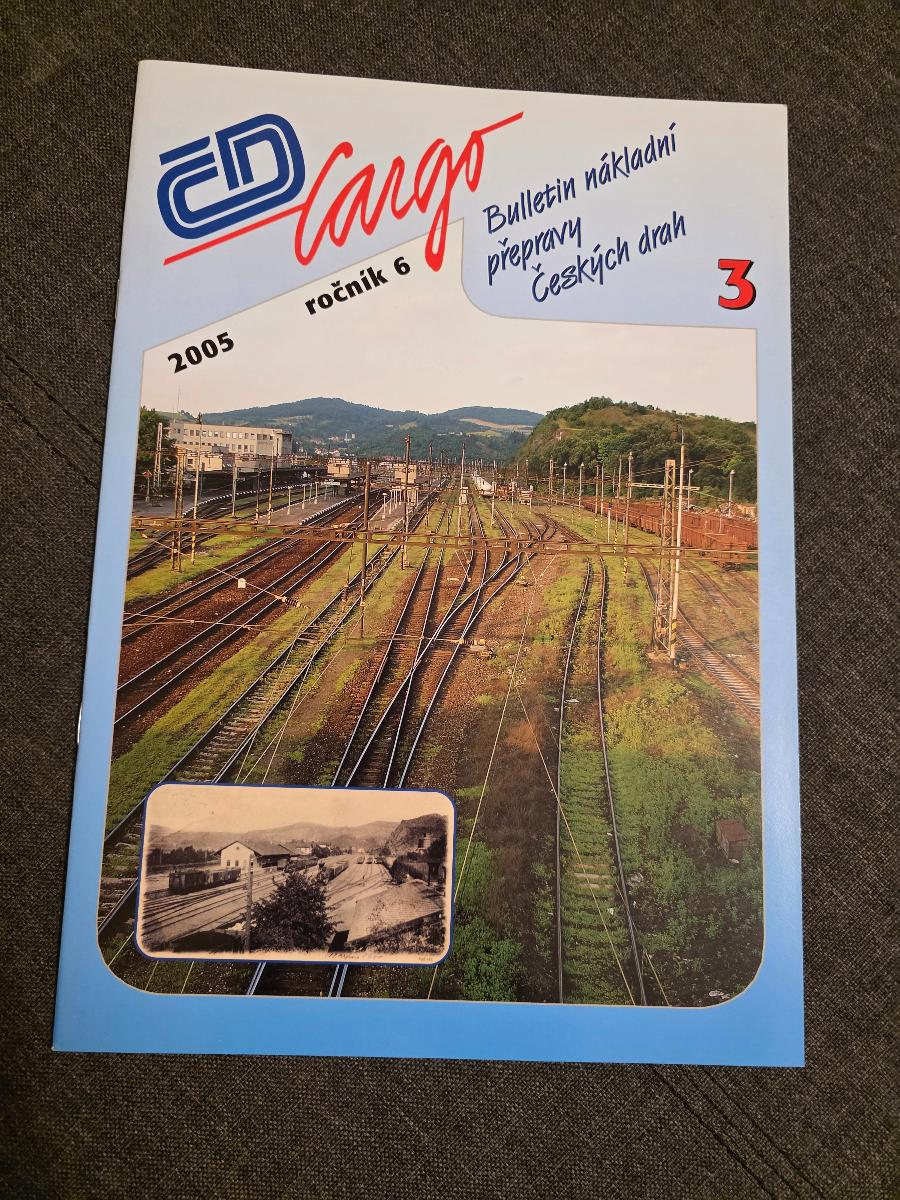 ČD Cargo
Bulletin nákladní
přepravy
Českých drah
3
2005 ročník 6